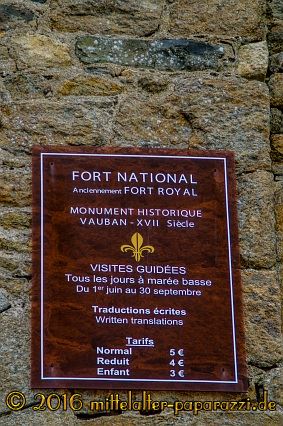 FORT NATIONAL
Anciennement FORT ROYAL
MONUMENT HISTORIQUE
VAUBAN - XVII Siècle
VISITES GUIDÉES
Tous les jours à marée basse
Du 1er juin au 30 septembre
Traductions écrites
Written translations
Tarifs
Normal 5 €
Reduit 4 €
Enfant 3 €
© 2016 mittelalter-paparazzi.de/